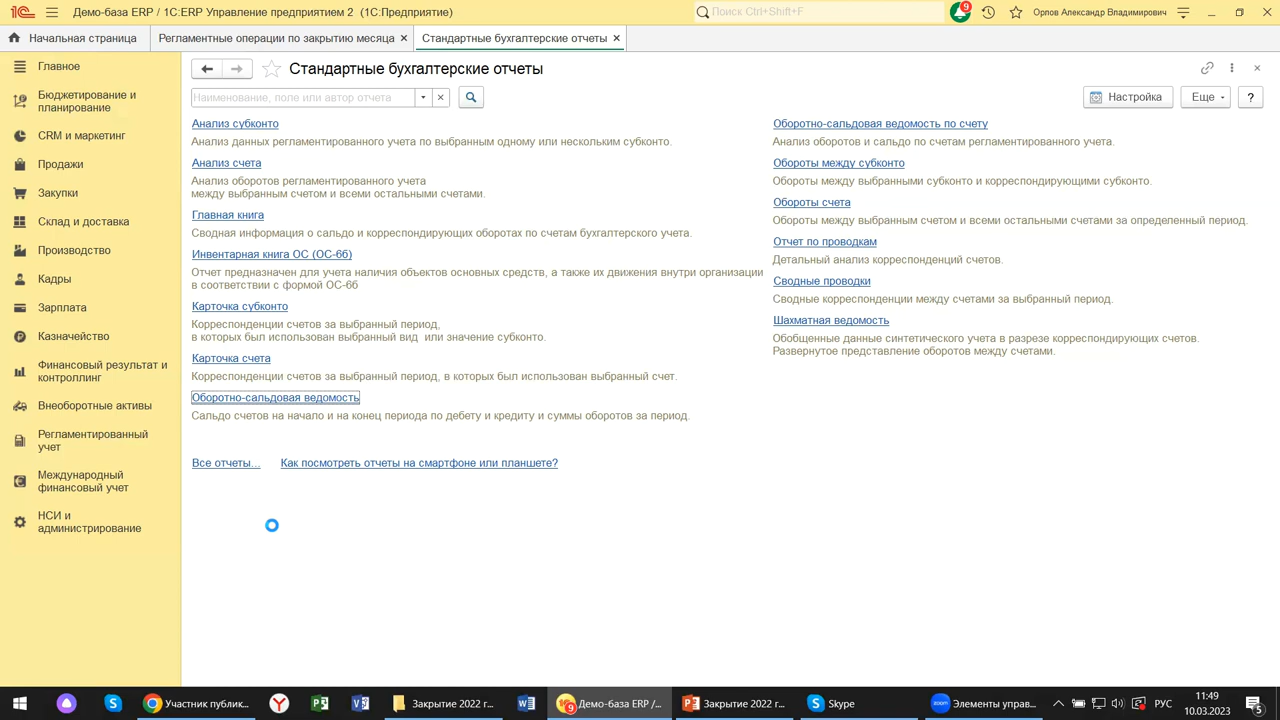 Демо-база ERP / 1С:ERP Управление предприятием 2 (1С:Предприятие)
Поиск Ctrl+Shift+F
9
Орлов Александр Владимирович
Начальная страница
Регламентные операции по закрытию месяца
Стандартные бухгалтерские отчеты
Главное
Бюджетирование и
планирование
CRM и маркетинг
Продажи
Закупки
Склад и доставка
Производство
Кадры
Зарплата
Казначейство
Финансовый результат и
контроллинг
Внеоборотные активы
Регламентированный
учет
Международный
финансовый учет
НСИ и
администрирование
Стандартные бухгалтерские отчеты
Наименование, поле или автор отчета
Настройка
Еще
?
Анализ субконто
Анализ данных регламентированного учета по выбранным одному или нескольким субконто.
Анализ счета
Анализ оборотов регламентированного учета
между выбранным счетом и всеми остальными счетами.
Главная книга
Сводная информация о сальдо и корреспондирующих оборотах по счетам бухгалтерского учета.
Инвентарная книга ОС (ОС-6б)
Отчет предназначен для учета наличия объектов основных средств, а также их движения внутри организации
в соответствии с формой ОС-6б
Карточка субконто
Корреспонденции счетов за выбранный период,
в которых был использован выбранный вид или значение субконто.
Карточка счета
Корреспонденции счетов за выбранный период, в которых был использован выбранный счет.
Оборотно-сальдовая ведомость
Сальдо счетов на начало и на конец периода по дебету и кредиту и суммы оборотов за период.
Оборотно-сальдовая ведомость по счету
Анализ оборотов и сальдо по счетам регламентированного учета.
Обороты между субконто
Обороты между выбранными субконто и корреспондирующими субконто.
Обороты счета
Обороты между выбранным счетом и всеми остальными счетами за определенный период.
Отчет по проводкам
Детальный анализ корреспонденций счетов.
Сводные проводки
Сводные корреспонденции между счетами за выбранный период.
Шахматная ведомость
Обобщенные данные синтетического учета в разрезе корреспондирующих счетов.
Развернутое представление оборотов между счетами.
Все отчеты...
Как посмотреть отчеты на смартфоне или планшете?
Участник публик...
Закрытие 2022 г...
9
Демо-база ERP /...
Закрытие 2022 г...
Skype
zoom
Элементы управ...
РУС
11:49
10.03.2023
5